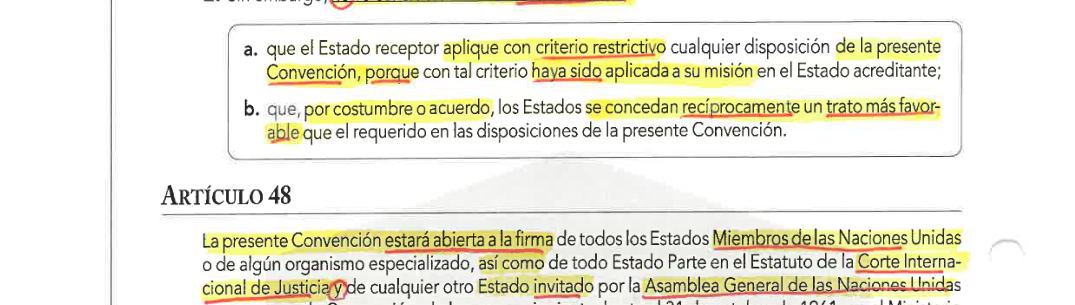 a. que el Estado receptor aplique con criterio restrictivo cualquier disposición de la presente
Convención, porque con tal criterio haya sido aplicada a su misión en el Estado acreditante;
b. que, por costumbre o acuerdo, los Estados se concedan recíprocamente un trato más favor-
able que el requerido en las disposiciones de la presente Convención.
ARTÍCULO 48
La presente Convención estará abierta a la firma de todos los Estados Miembros de las Naciones Unidas
o de algún organismo especializado, así como de todo Estado Parte en el Estatuto de la Corte Interna-
cional de Justicia y de cualquier otro Estado invitado por la Asamblea General de las Naciones Unidas